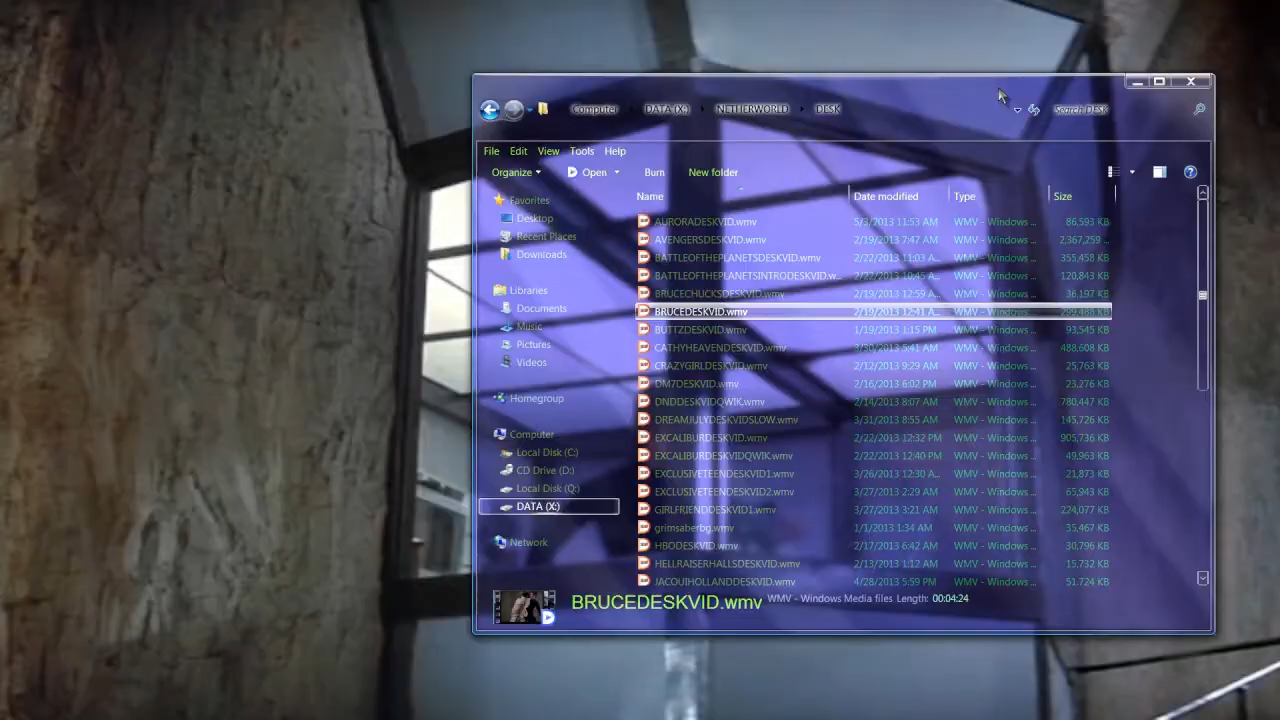 Computer DATA (X:) NETHERWORLD DESK Search DESK
File Edit View Tools Help
Organize Open Burn New folder
Name Date modified Type Size
Favorites
Desktop
Recent Places
Downloads
Libraries
Documents
Music
Pictures
Videos
Homegroup
Computer
Local Disk (C:)
CD Drive (D:)
Local Disk (Q:)
DATA (X:)
Network
AURORADESKVID.wmv 5/3/2013 11:53 AM WMV - Windows ... 86,593 KB
AVENGERSDESKVID.wmv 2/19/2013 7:47 AM WMV - Windows ... 2,367,259 ...
BATTLEOFTHEPLANETSDESKVID.wmv 2/22/2013 11:03 A... WMV - Windows ... 355,458 KB
BATTLEOFTHEPLANETSINTRODESKVID.w... 2/22/2013 10:45 A... WMV - Windows ... 120,843 KB
BRUCECHUCKSDESKVID.wmv 2/19/2013 12:59 A... WMV - Windows ... 36,197 KB
BRUCEDESKVID.wmv 2/19/2013 12:41 A... WMV - Windows ... 299,488 KB
BUTTZDESKVID.wmv 1/19/2013 1:15 PM WMV - Windows ... 93,545 KB
CATHYHEAVENDESKVID.wmv 3/30/2013 5:41 AM WMV - Windows ... 488,608 KB
CRAZYGIRLDESKVID.wmv 2/12/2013 9:29 AM WMV - Windows ... 25,763 KB
DM7DESKVID.wmv 2/16/2013 6:02 PM WMV - Windows ... 23,276 KB
DNDDESKVIDQWIK.wmv 2/14/2013 8:07 AM WMV - Windows ... 780,447 KB
DREAMJULYDESKVIDSLOW.wmv 3/31/2013 8:55 AM WMV - Windows ... 145,726 KB
EXCALIBURDESKVID.wmv 2/22/2013 12:32 PM WMV - Windows ... 905,736 KB
EXCALIBURDESKVIDQWIK.wmv 2/22/2013 12:40 PM WMV - Windows ... 49,963 KB
EXCLUSIVETEENDESKVID1.wmv 3/26/2013 12:30 A... WMV - Windows ... 21,873 KB
EXCLUSIVETEENDESKVID2.wmv 3/27/2013 2:29 AM WMV - Windows ... 65,943 KB
GIRLFRIENDDESKVID1.wmv 3/27/2013 3:21 AM WMV - Windows ... 224,077 KB
grimsaberbg.wmv 1/1/2013 1:34 AM WMV - Windows ... 35,467 KB
HBODESKVID.wmv 2/17/2013 6:42 AM WMV - Windows ... 30,796 KB
HELLRAISERHALLSDESKVID.wmv 2/13/2013 1:12 AM WMV - Windows ... 15,732 KB
JACQUIHOLLANDDESKVID.wmv 4/28/2013 5:59 PM WMV - Windows ... 51,724 KB
BRUCEDESKVID.wmv WMV - Windows Media files Length: 00:04:24